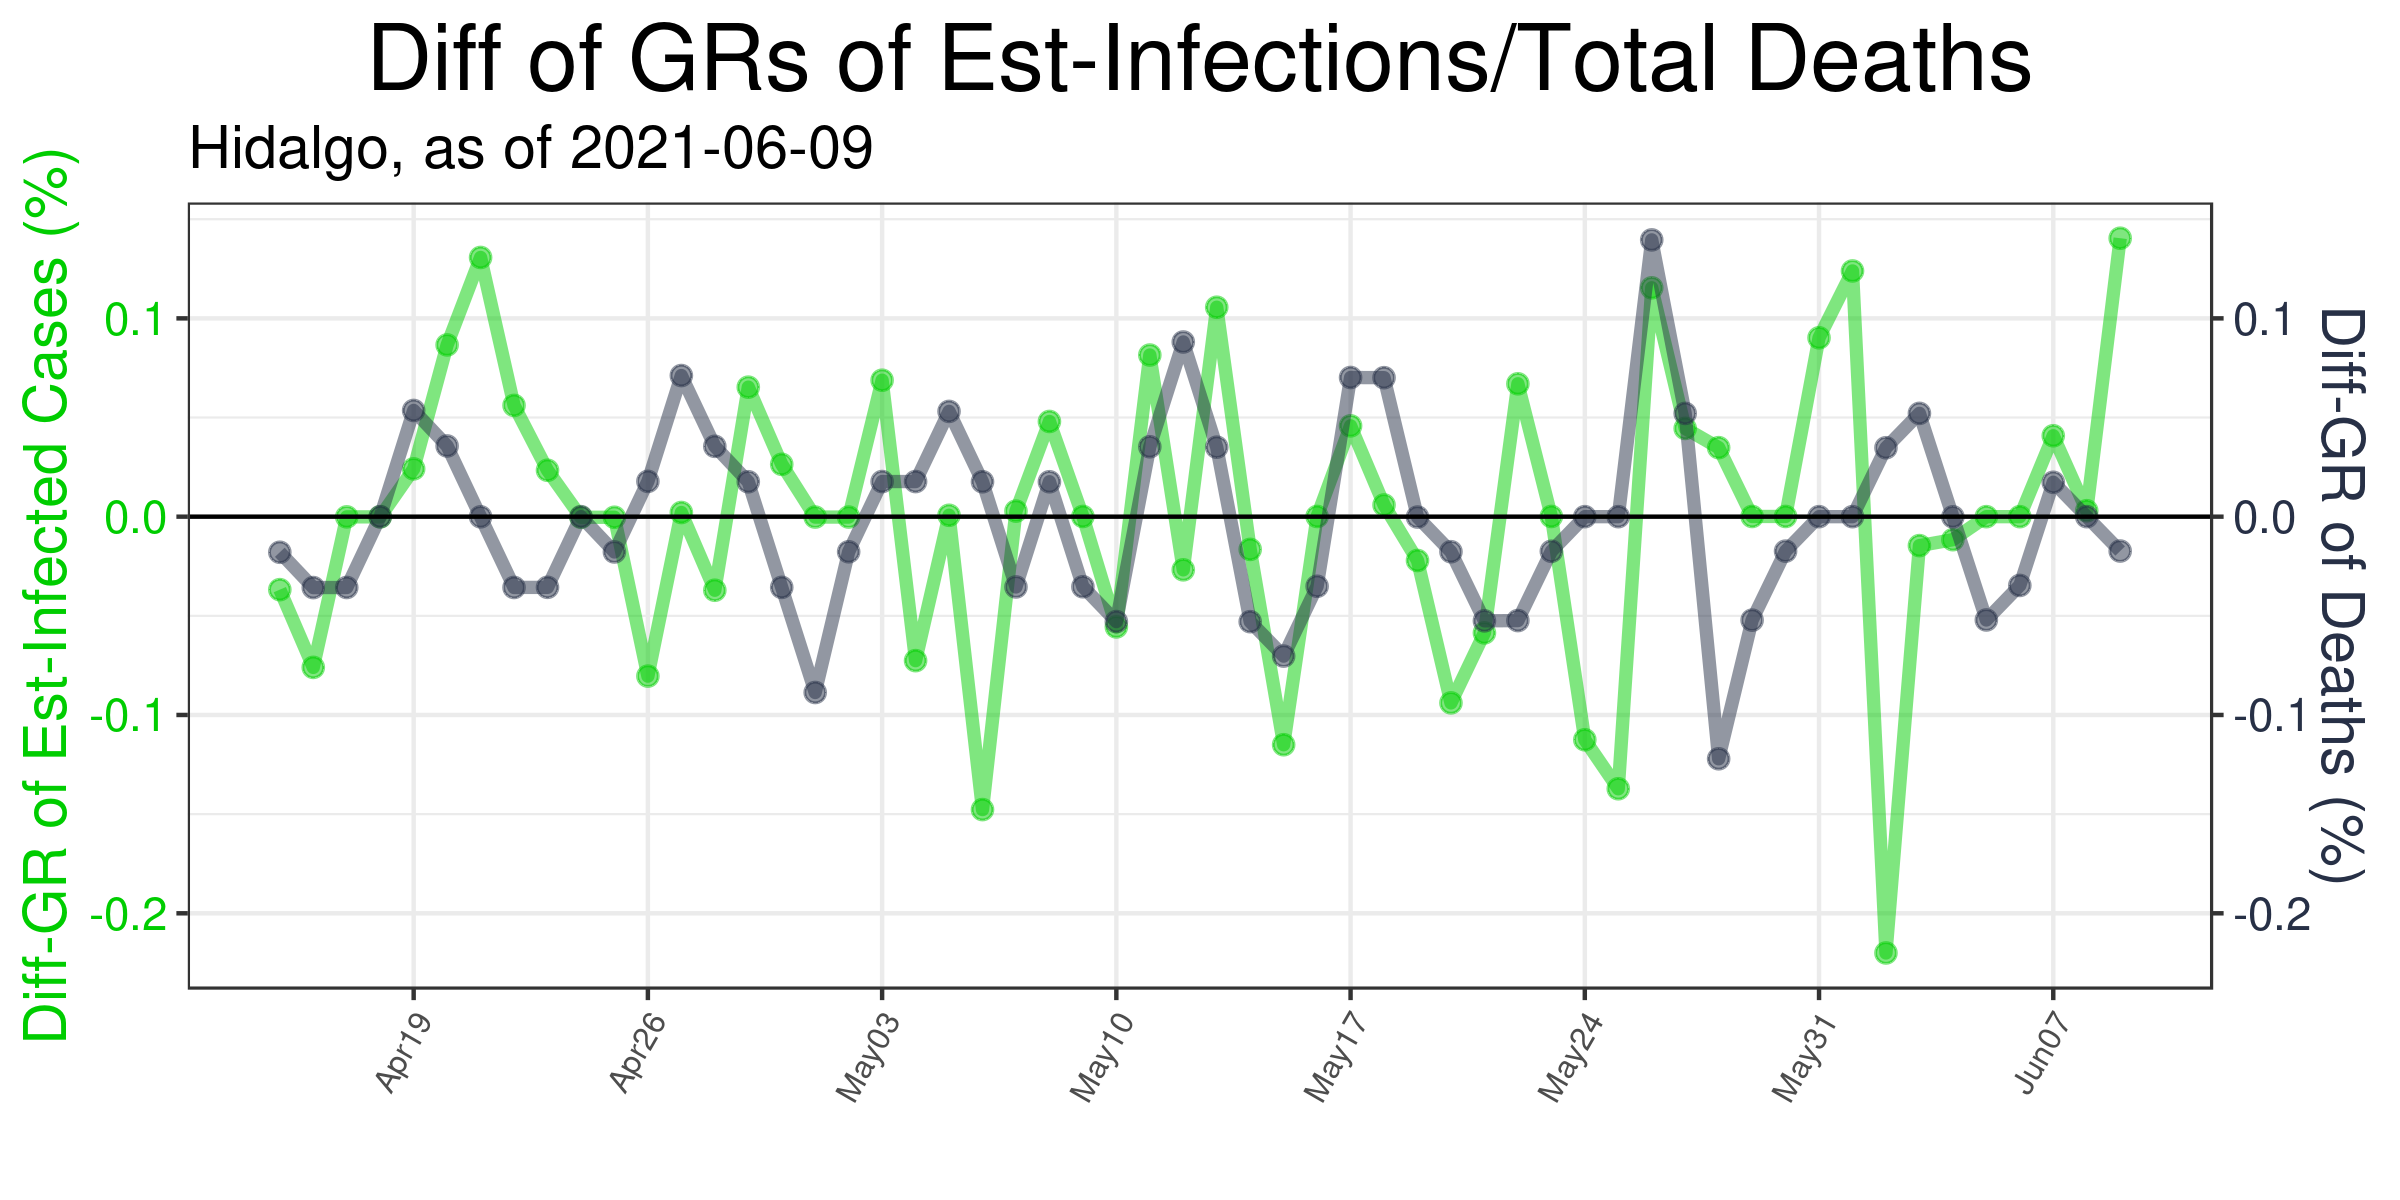 Diff of GRs of Est-Infections/Total Deaths
Hidalgo, as of 2021-06-09
Diff-GR of Est-Infected Cases (%)
0.1
0.0
-0.1
-0.2
0.1
0.0
-0.1
-0.2
Diff-GR of Deaths (%)
Apr19
Apr26
May03
May10
May17
May24
May31
Jun07